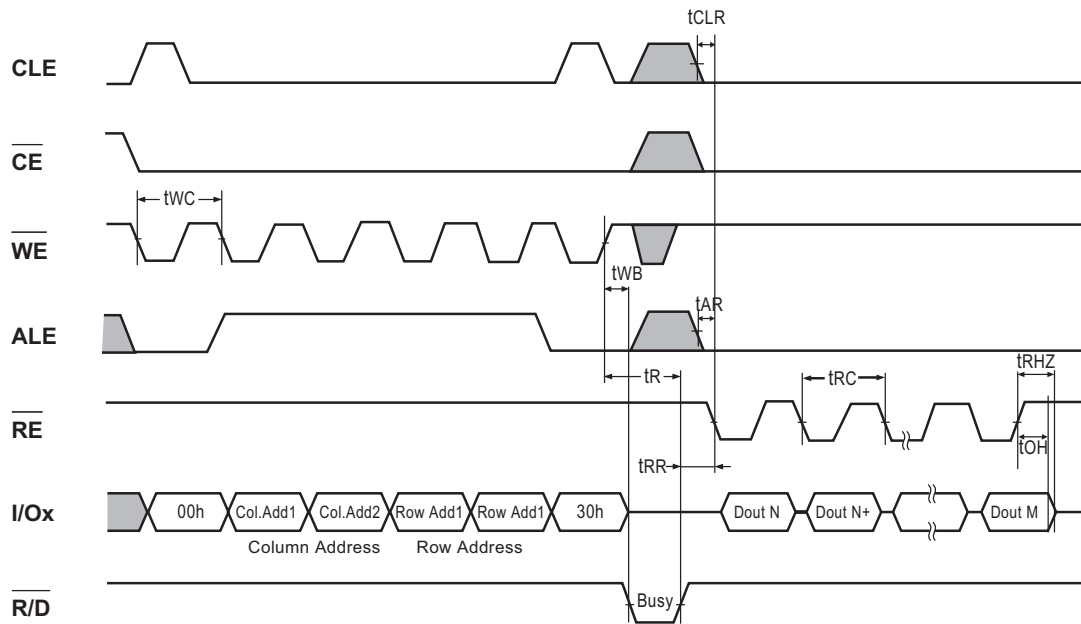 tCLR
CLE
CE
tWC
WE
tWB
tAR
ALE
tR
tRC
tRHZ
RE
tOH
tRR
I/Ox
00h
Col.Add1
Col.Add2
Row Add1
Row Add1
30h
Dout N
Dout N+
Dout M
Column Address
Row Address
R/D
Busy